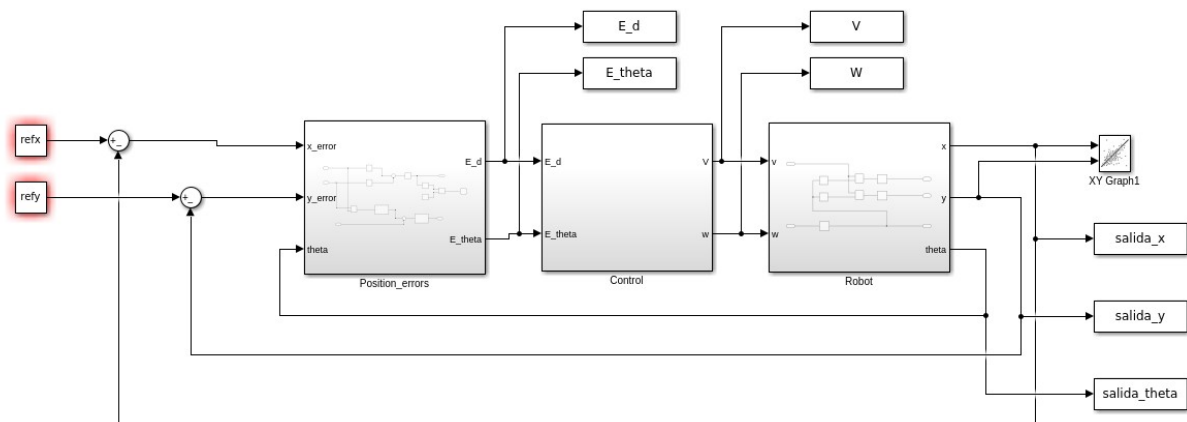 E_d
V
E_theta
W
refx
+_
x_error
E_d
E_d
V
v
x
XY Graph1
refy
+_
y_error
y
E_theta
E_theta
w
w
theta
theta
salida_x
Position_errors
Control
Robot
salida_y
salida_theta